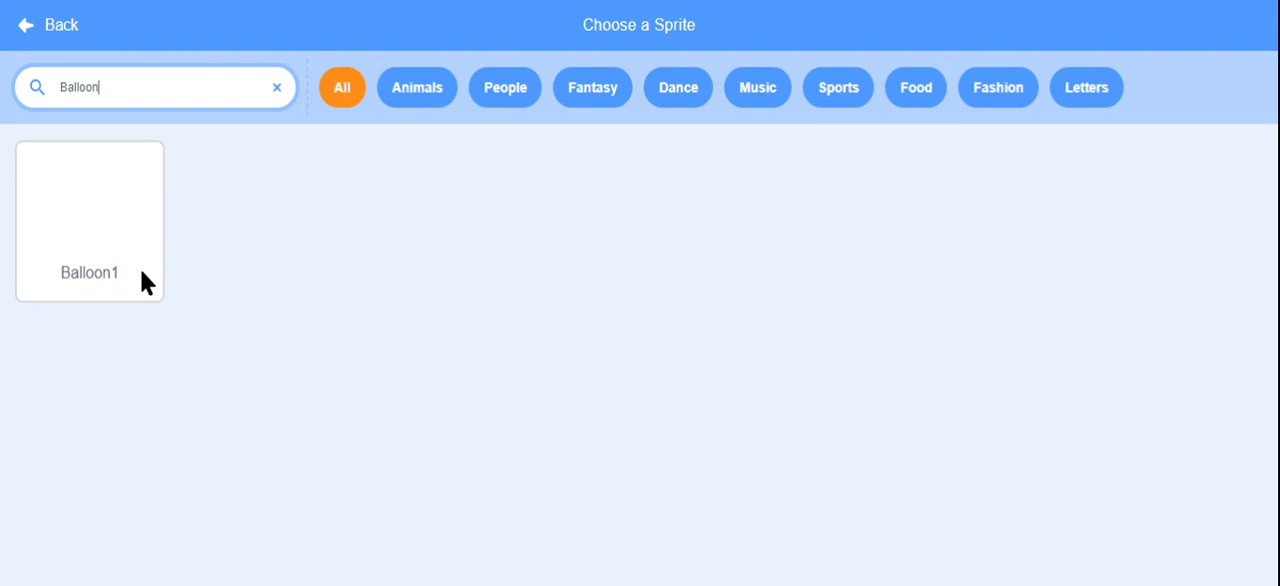 Back
Choose a Sprite
Balloon
All
Animals
People
Fantasy
Dance
Music
Sports
Food
Fashion
Letters
Balloon1